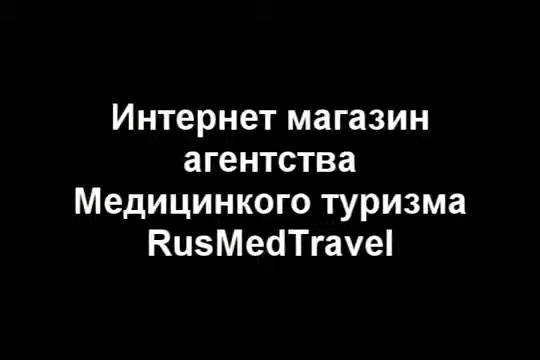 Интернет магазин
агентства
Медицинкого туризма
RusMedTravel